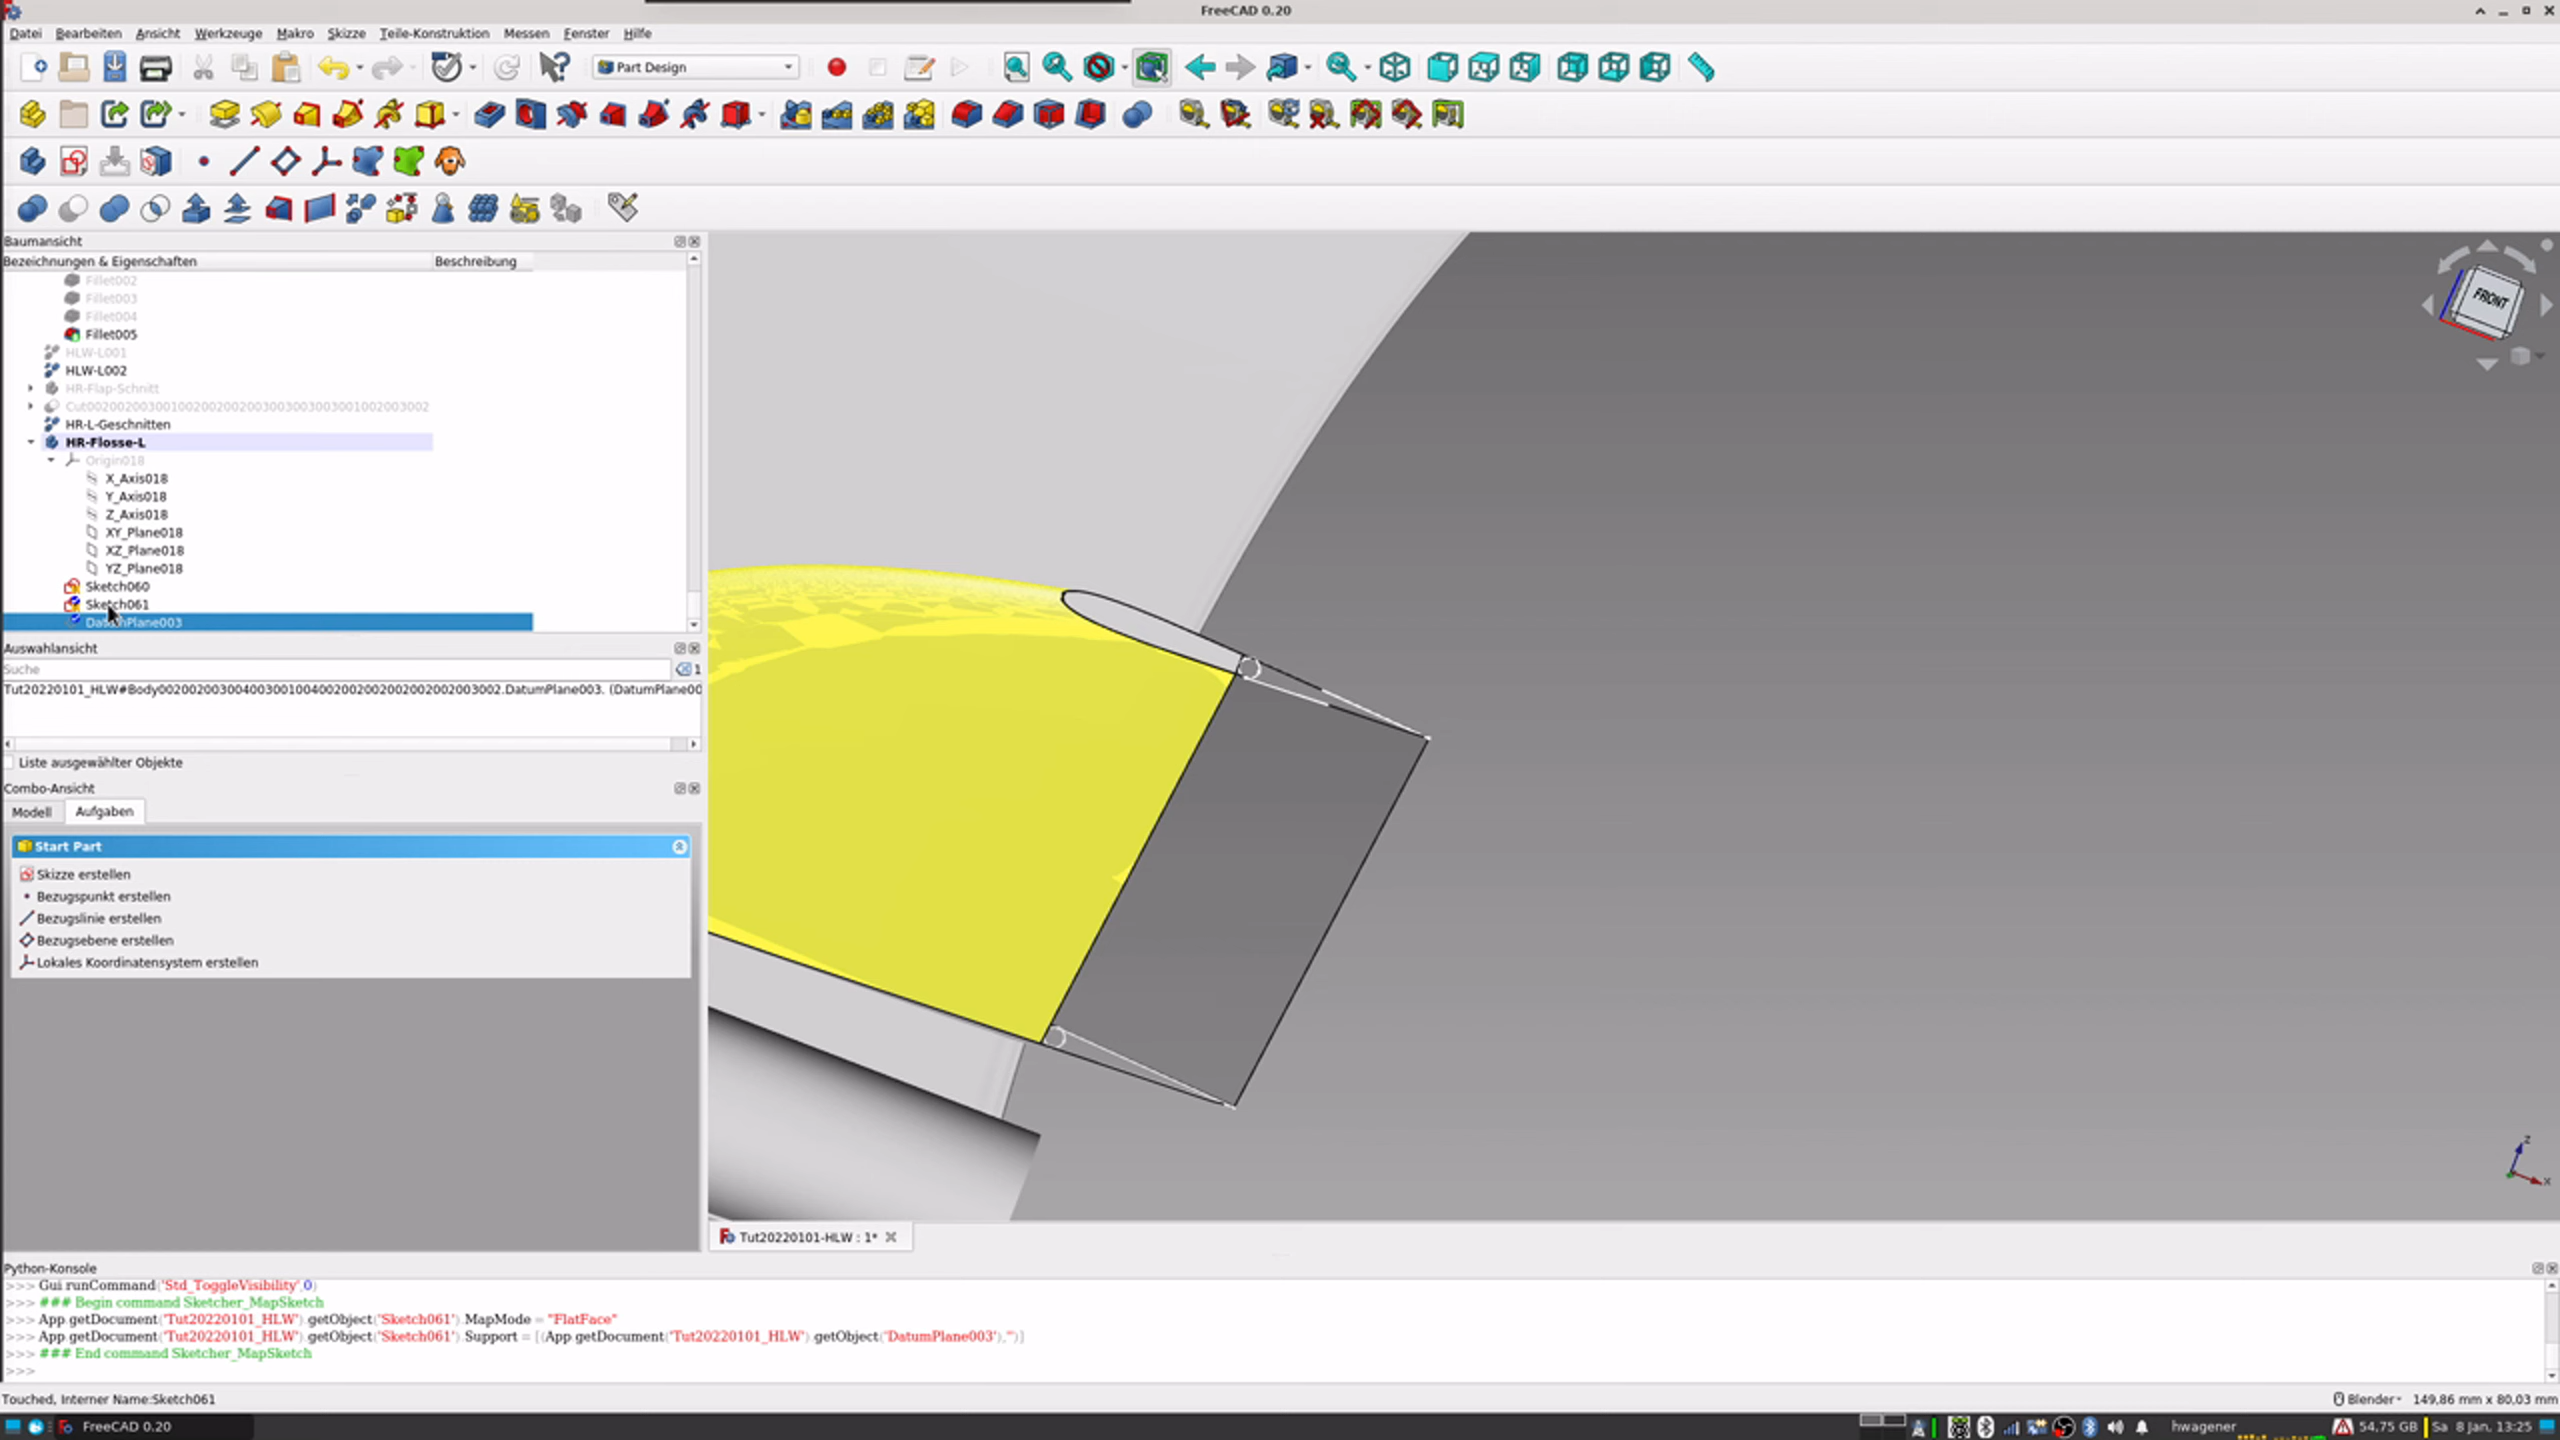 FreeCAD 0.20
Datei Bearbeiten Ansicht Werkzeuge Makro Skizze Teile-Konstruktion Messen Fenster Hilfe
Part Design
Baumansicht
Bezeichnungen & Eigenschaften Beschreibung
Fillet002
Fillet003
Fillet004
Fillet005
HLW-L001
HLW-L002
HR-Flap-Schnitt
HR-L-Geschnitten
HR-Flosse-L
Origin018
X_Axis018
Y_Axis018
Z_Axis018
XY_Plane018
XZ_Plane018
YZ_Plane018
Sketch060
Sketch061
FRONT
Auswahlansicht
Suche
1
Liste ausgewählter Objekte
Combo-Ansicht
Modell Aufgaben
Start Part
Skizze erstellen
Bezugspunkt erstellen
Bezugslinie erstellen
Bezugsebene erstellen
Lokales Koordinatensystem erstellen
Z
X
Tut20220101-HLW : 1*
Python-Konsole
>>> Gui runCommand('Std_ToggleVisibility',0)
>>> ### Begin command Sketcher_MapSketch
>>> App getDocument('Tut20220101_HLW') getObject('Sketch061') MapMode = "FlatFace"
>>> App getDocument('Tut20220101_HLW') getObject('Sketch061') Support = [(App getDocument('Tut20220101_HLW') getObject('DatumPlane003'),'')]
>>> ### End command Sketcher_MapSketch
>>>
Touched, Interner Name:Sketch061
Blender 149,86 mm x 80,03 mm
FreeCAD 0.20
hwagener
54,75 GB
Sa 8 Jan, 13:25